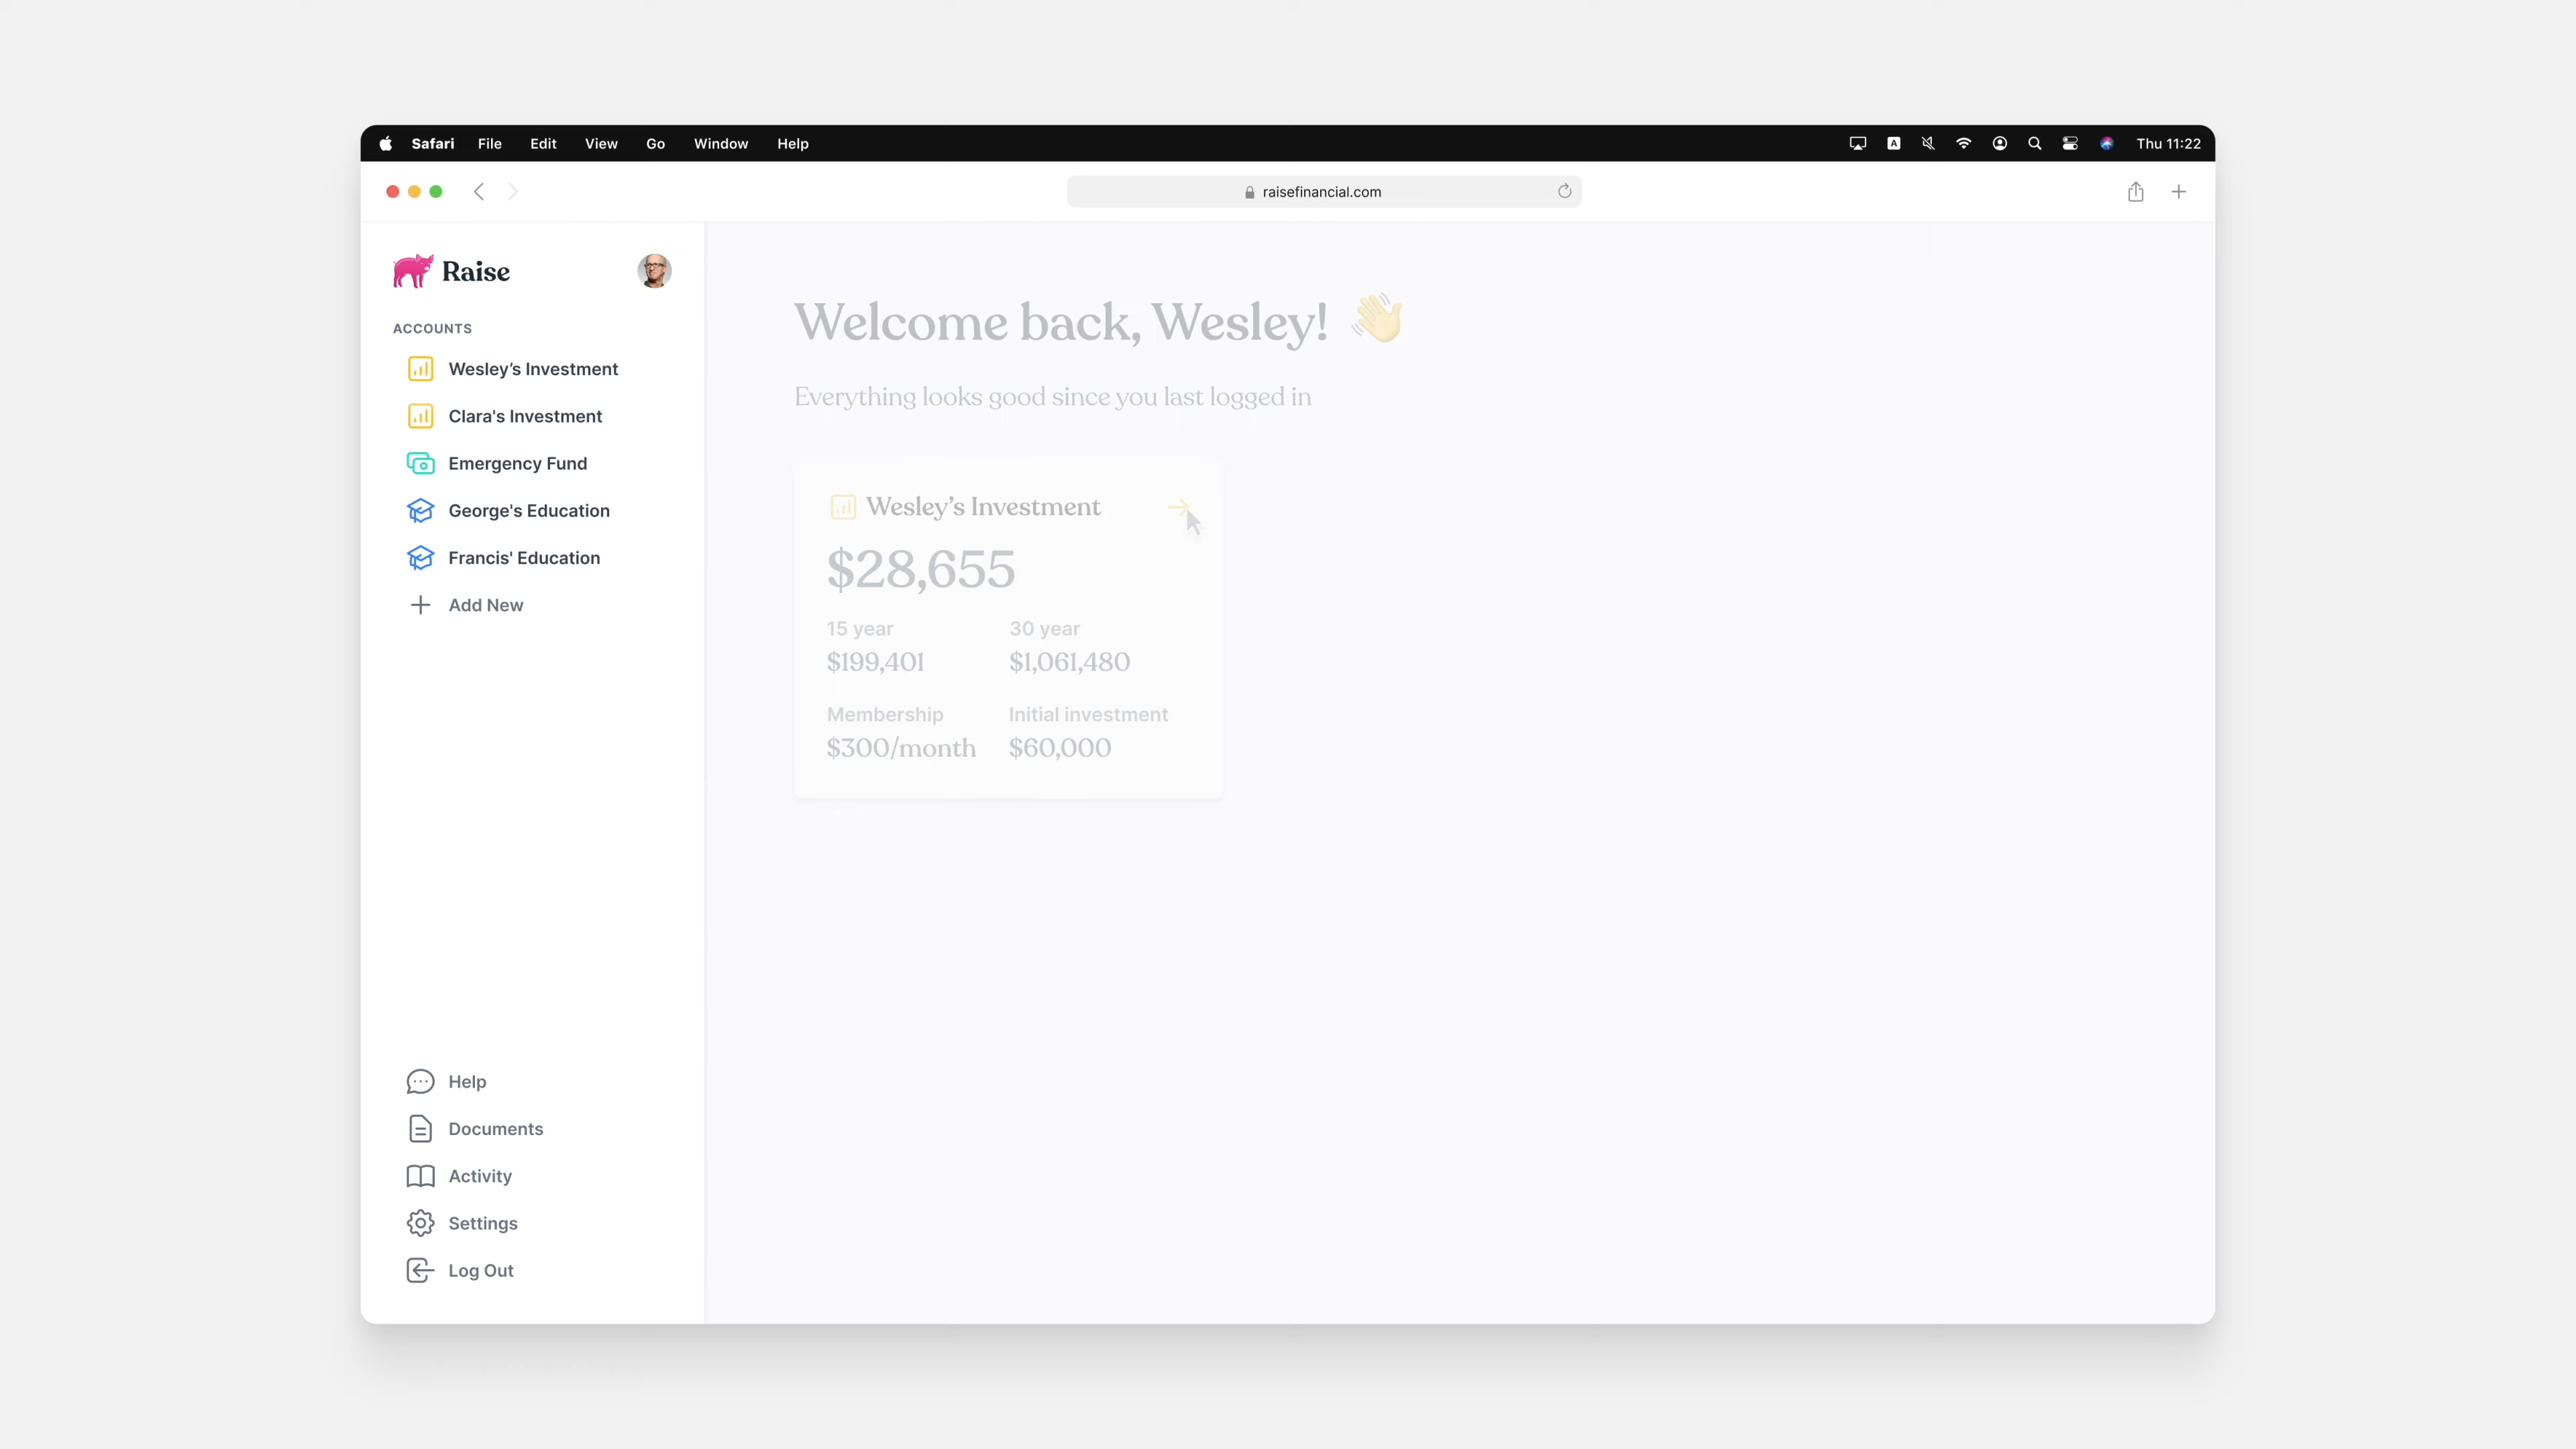 Safari File Edit View Go Window Help
A
Thu 11:22
raisefinancial.com
Raise
ACCOUNTS
Wesley’s Investment
Clara's Investment
Emergency Fund
George's Education
Francis' Education
Add New
Help
Documents
Activity
Settings
Log Out
Welcome back, Wesley! 👋
Everything looks good since you last logged in
Wesley’s Investment
$28,655
15 year 30 year
$199,401 $1,061,480
Membership Initial investment
$300/month $60,000